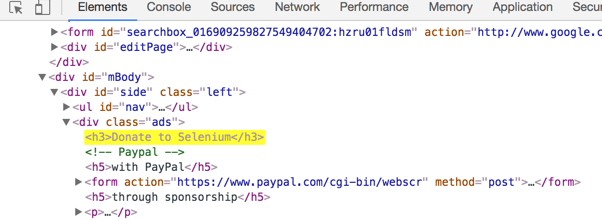 Elements Console Sources Network Performance Memory Application Secu
<form id="searchbox_016909259827549404702:hzru01fldsm" action="http://www.google.c
<div id="editPage">…</div>
</div>
<div id="mBody">
<div id="side" class="left">
<ul id="nav">…</ul>
<div class="ads">
<h3>Donate to Selenium</h3>
<!-- Paypal -->
<h5>with PayPal</h5>
<form action="https://www.paypal.com/cgi-bin/webscr" method="post">…</form>
<h5>through sponsorship</h5>
<p>…</p>